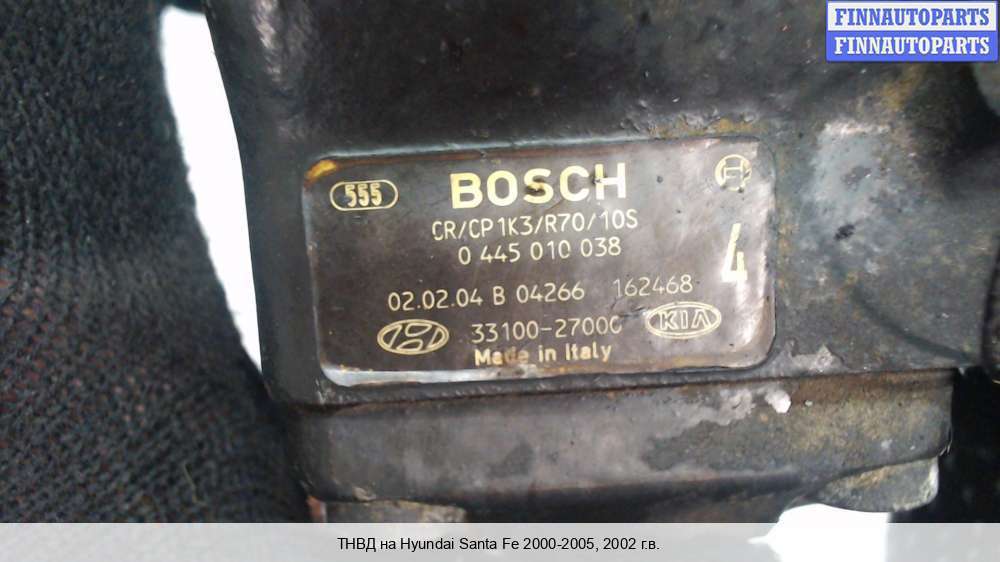 FINNAUTOPARTS
FINNAUTOPARTS
555
BOSCH
CR/CP1K3/R70/10S
0 445 010 038
4
02.02.04 B 04266 162468
33100-27000 KIA
Made in Italy
ТНВД на Hyundai Santa Fe 2000-2005, 2002 г.в.